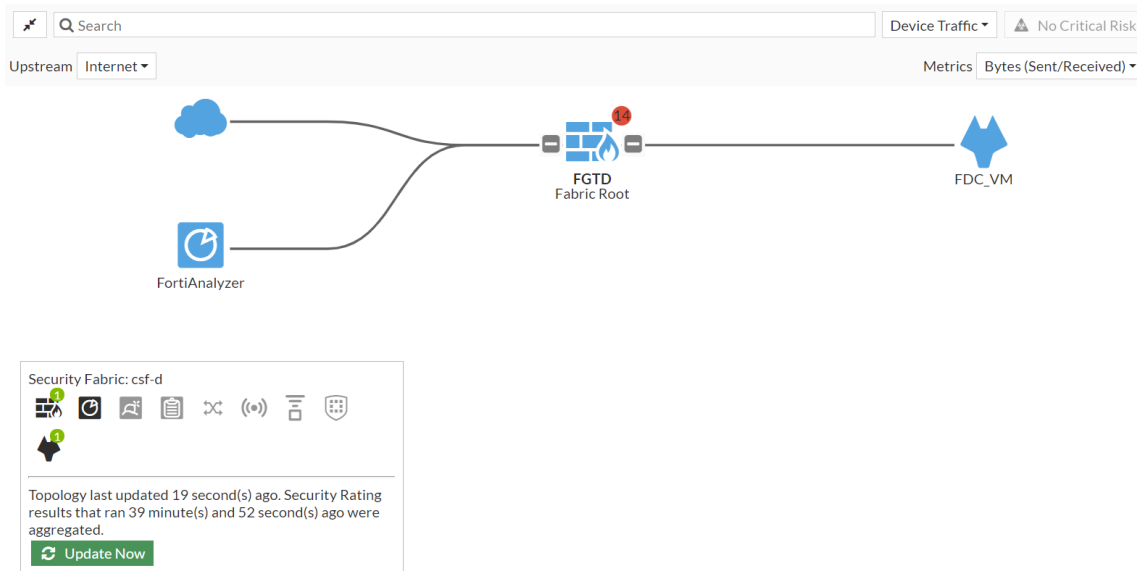 Search
Device Traffic
No Critical Risk
Upstream
Internet
Metrics
Bytes (Sent/Received)
14
FGTD
Fabric Root
FDC_VM
FortiAnalyzer
Security Fabric: csf-d
1
1
Topology last updated 19 second(s) ago. Security Rating
results that ran 39 minute(s) and 52 second(s) ago were
aggregated.
Update Now